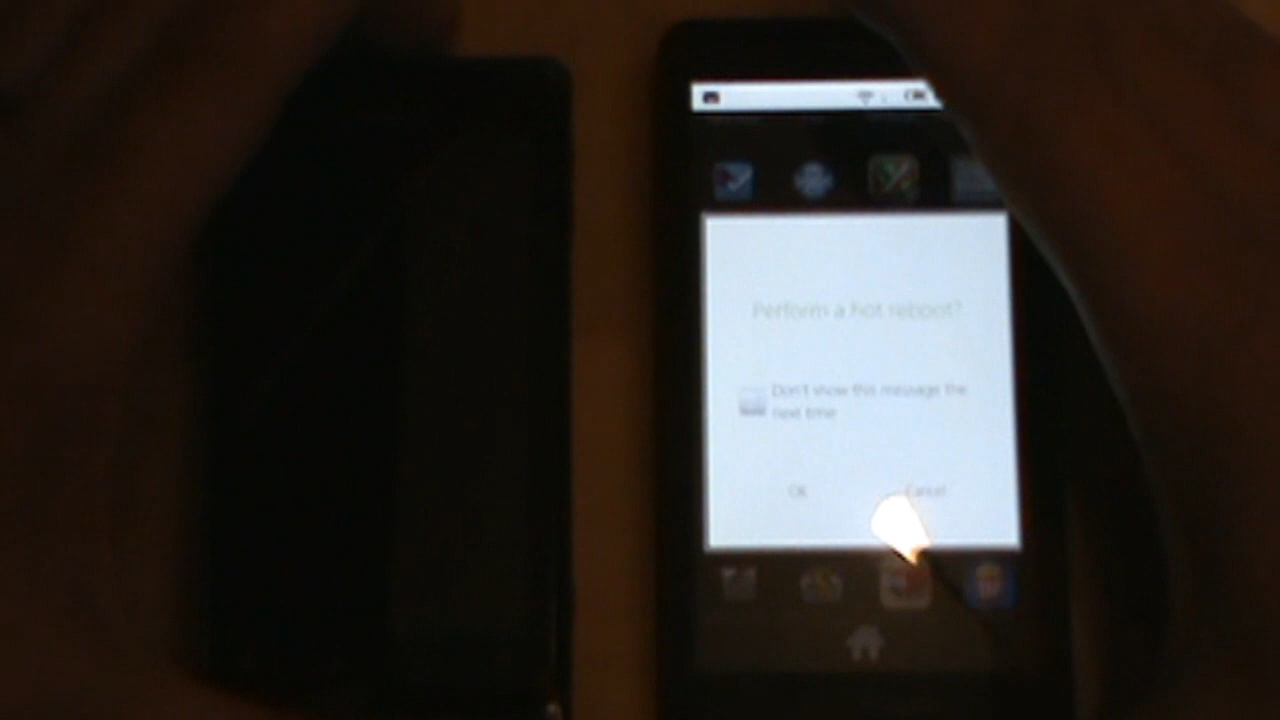 Perform a hot reboot?
Don't show this message the
next time
OK
Cancel